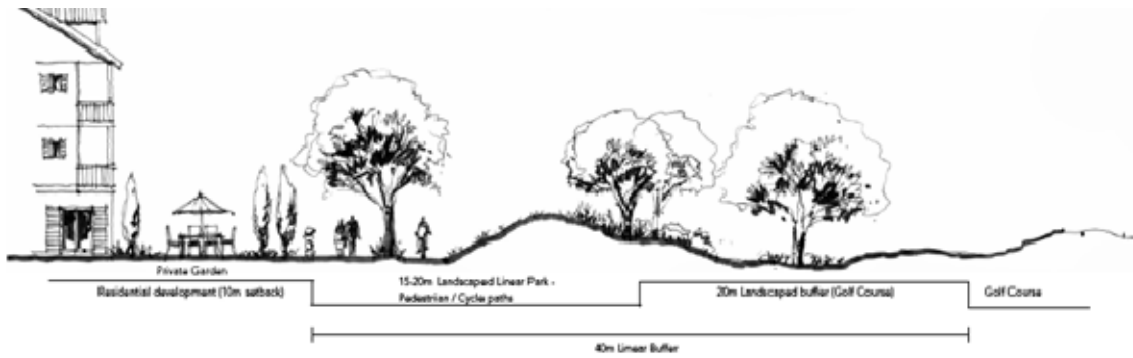 Private Garden
Residential development (10m setback)
15-20m Landscaped Linear Park -
Pedestrian / Cycle paths
20m Landscaped buffer (Golf Course)
Golf Course
40m Linear Buffer